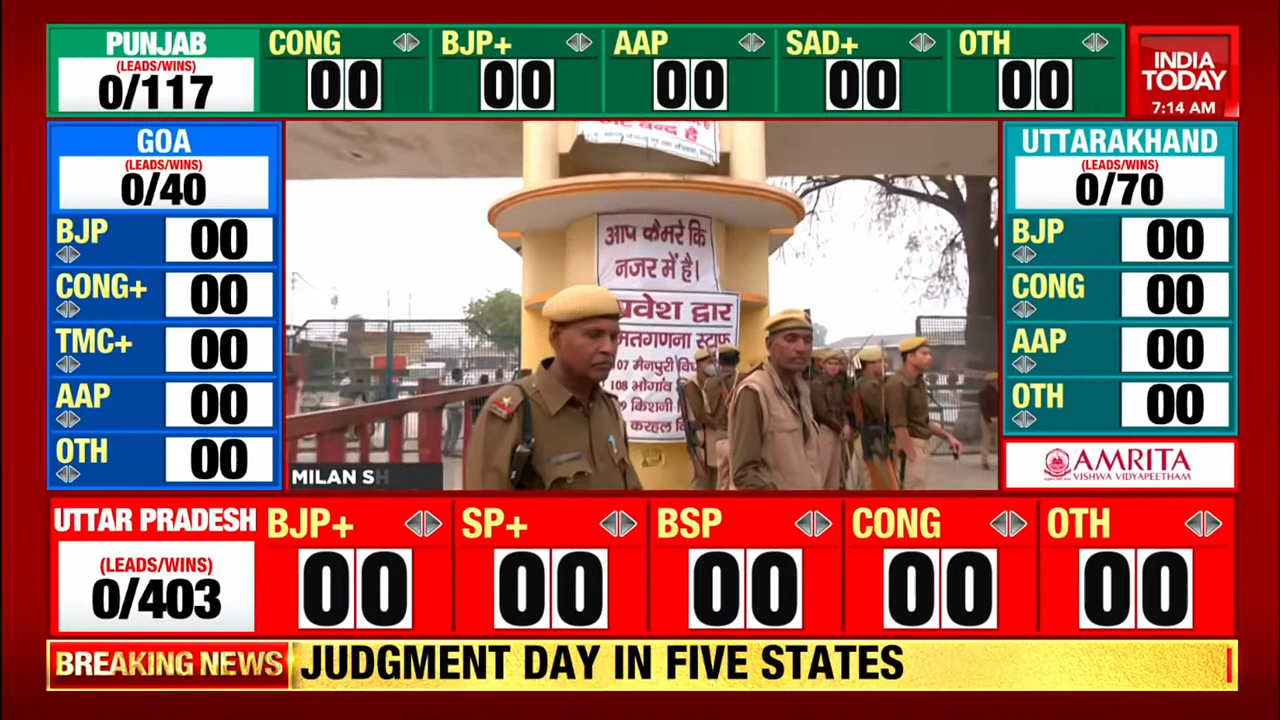 PUNJAB
(LEADS/WINS)
0/117
CONG
00
BJP+
00
AAP
00
SAD+
00
OTH
00
INDIA
TODAY
7:14 AM
GOA
(LEADS/WINS)
0/40
BJP
00
CONG+
00
TMC+
00
AAP
00
OTH
00
बन्द है
आप कैमरे कि
नजर में है।
प्रवेश द्वार
मतगणना स्टाफ
07 मैनपुरी
108 भोगांव
किशनी
करहल
MILAN
UTTARAKHAND
(LEADS/WINS)
0/70
BJP
00
CONG
00
AAP
00
OTH
00
AMRITA
VISHWA VIDYAPEETHAM
UTTAR PRADESH
(LEADS/WINS)
0/403
BJP+
00
SP+
00
BSP
00
CONG
00
OTH
00
BREAKING NEWS
JUDGMENT DAY IN FIVE STATES